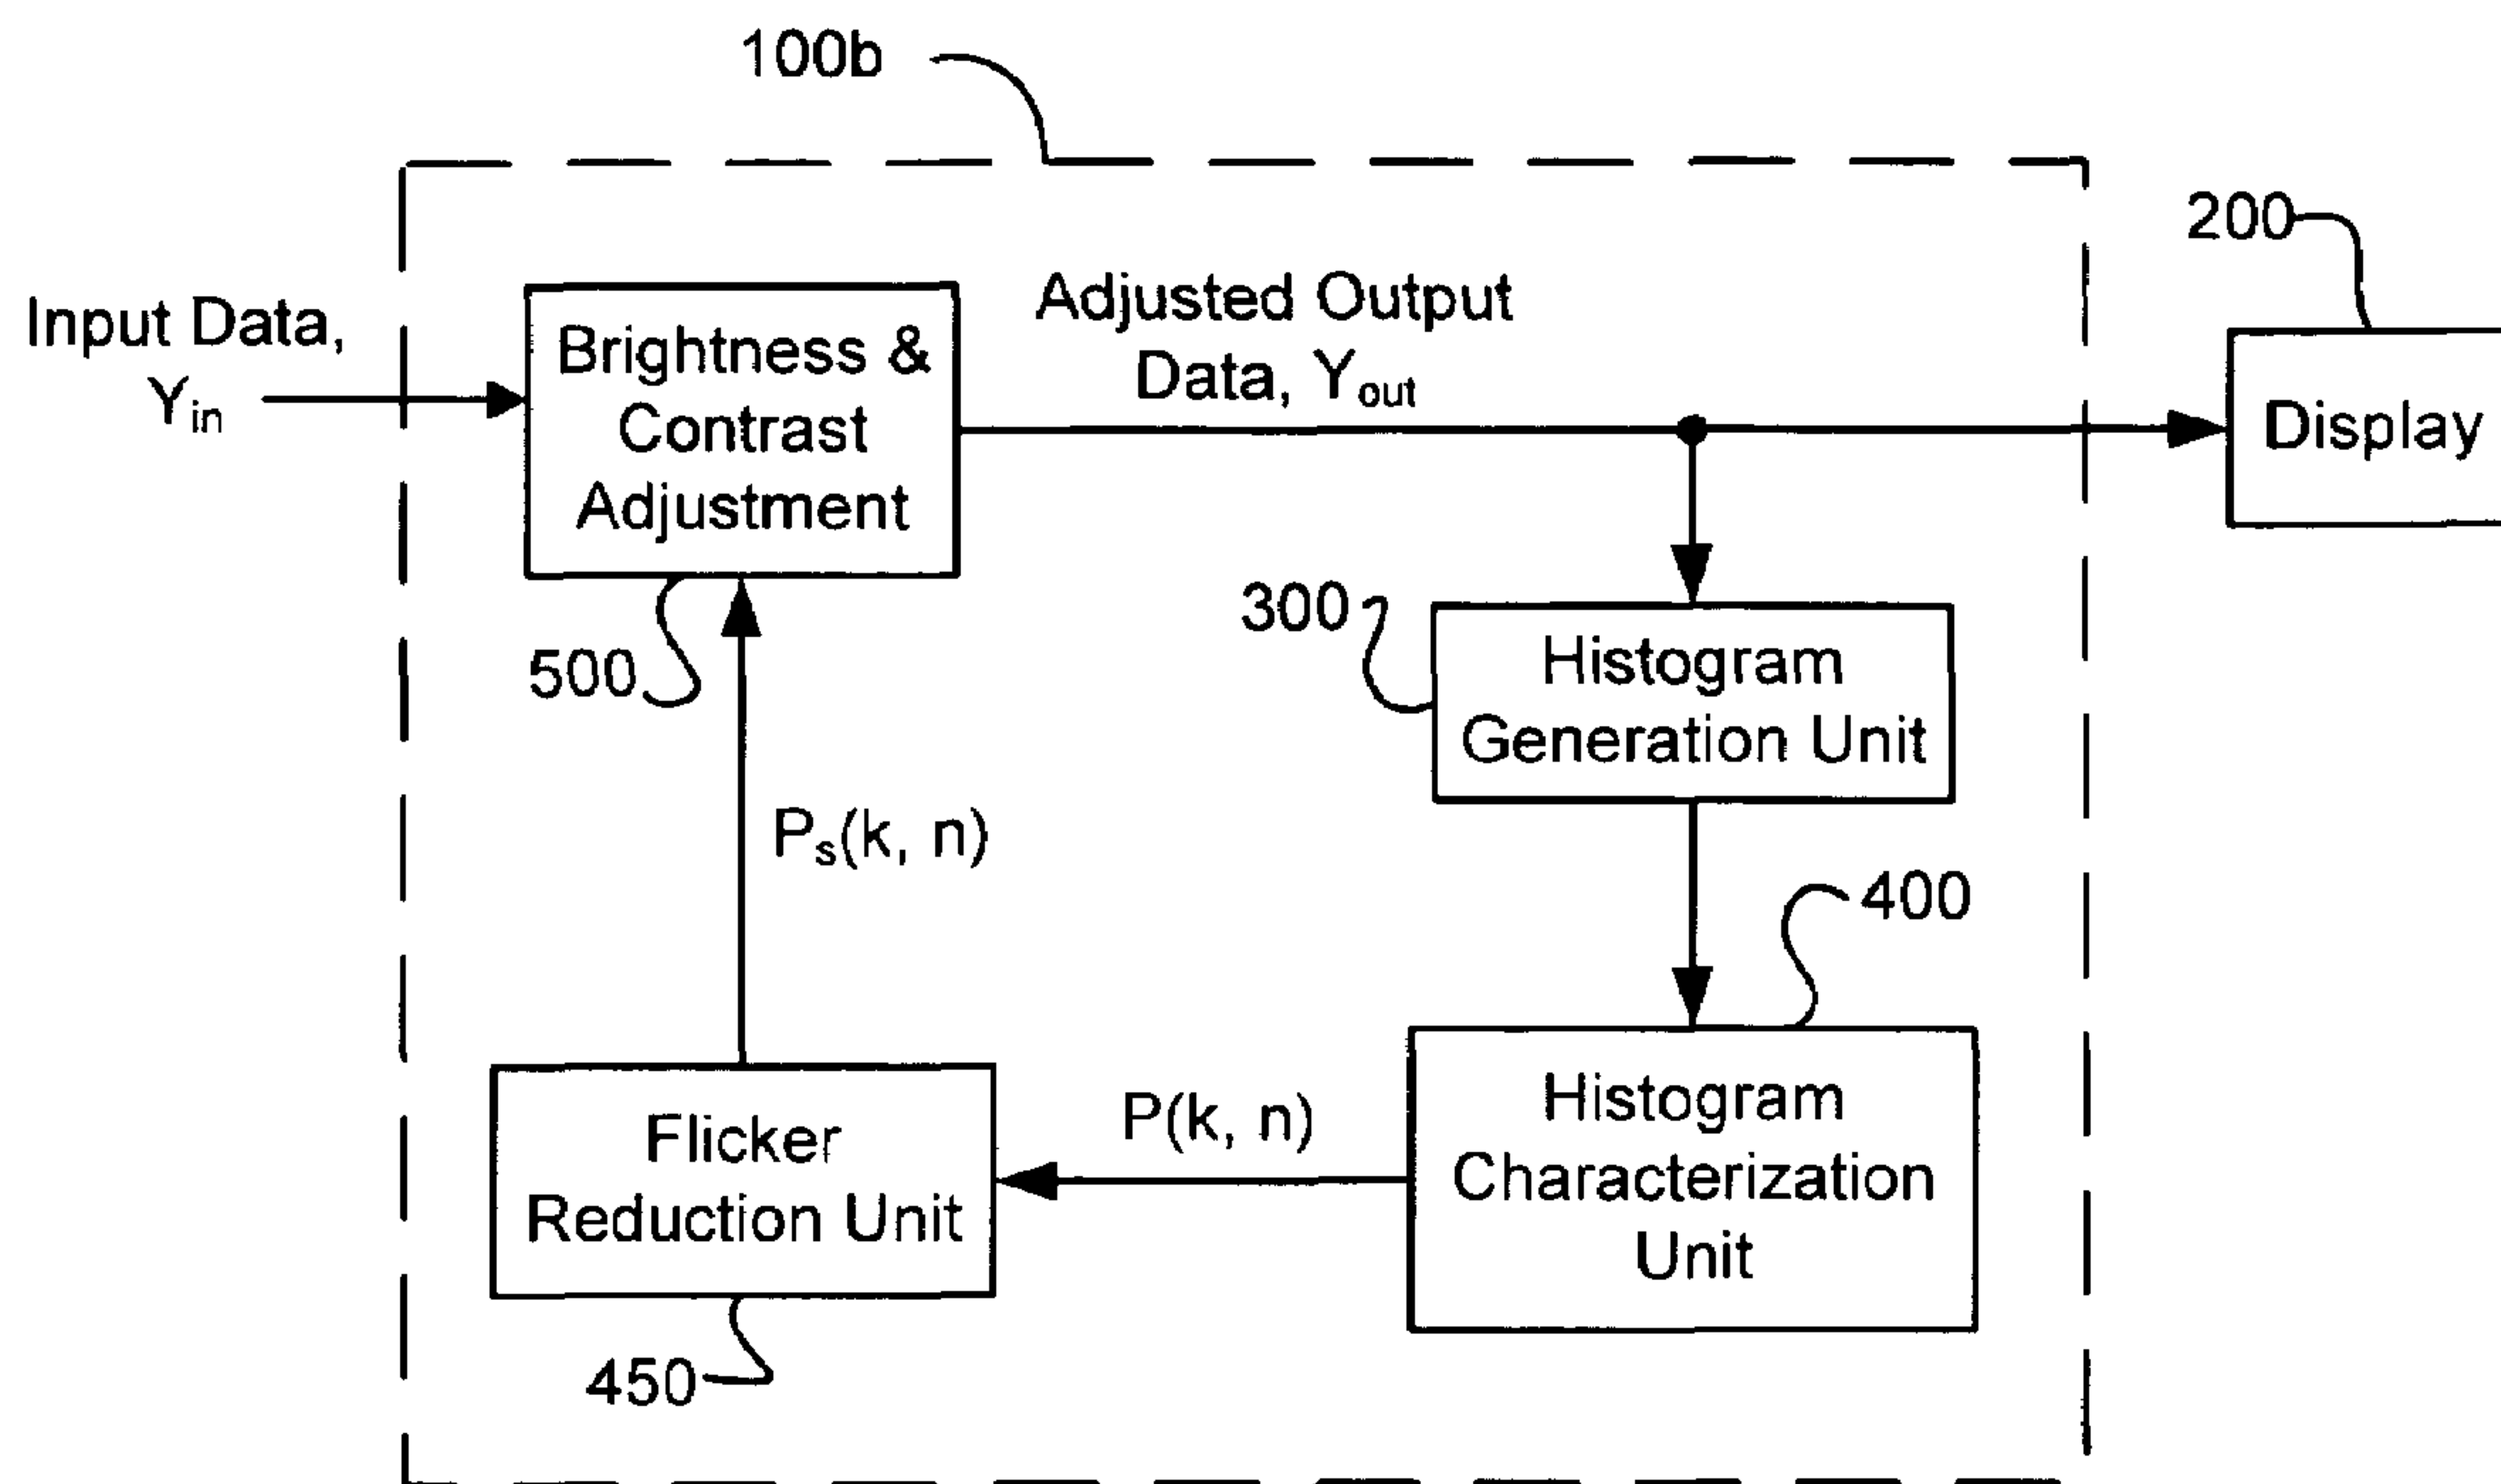 100b
200
Input Data,
Yin
Brightness &
Contrast
Adjustment
Adjusted Output
Data, Yout
Display
500
300
Histogram
Generation Unit
Ps(k, n)
400
Flicker
Reduction Unit
P(k, n)
Histogram
Characterization
Unit
450